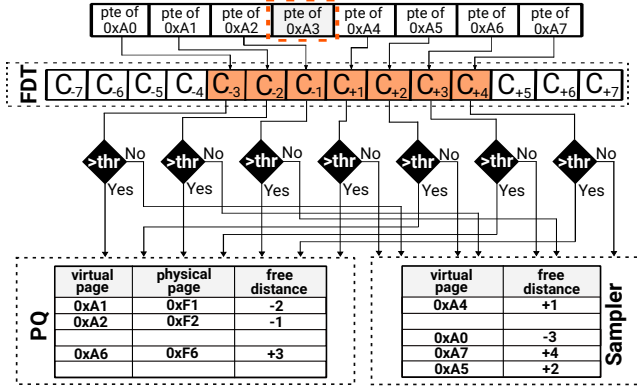 pte of pte of pte of pte of pte of pte of pte of pte of
0xA0 0xA1 0xA2 0xA3 0xA4 0xA5 0xA6 0xA7
FDT
C-7 C-6 C-5 C-4 C-3 C-2 C-1 C+1 C+2 C+3 C+4 C+5 C+6 C+7
>thr No >thr No >thr No >thr No >thr No >thr No >thr No
Yes Yes Yes Yes Yes Yes Yes
PQ
virtual physical free
page page distance
0xA1 0xF1 -2
0xA2 0xF2 -1
0xA6 0xF6 +3
virtual free
page distance
0xA4 +1
0xA0 -3
0xA7 +4
0xA5 +2
Sampler